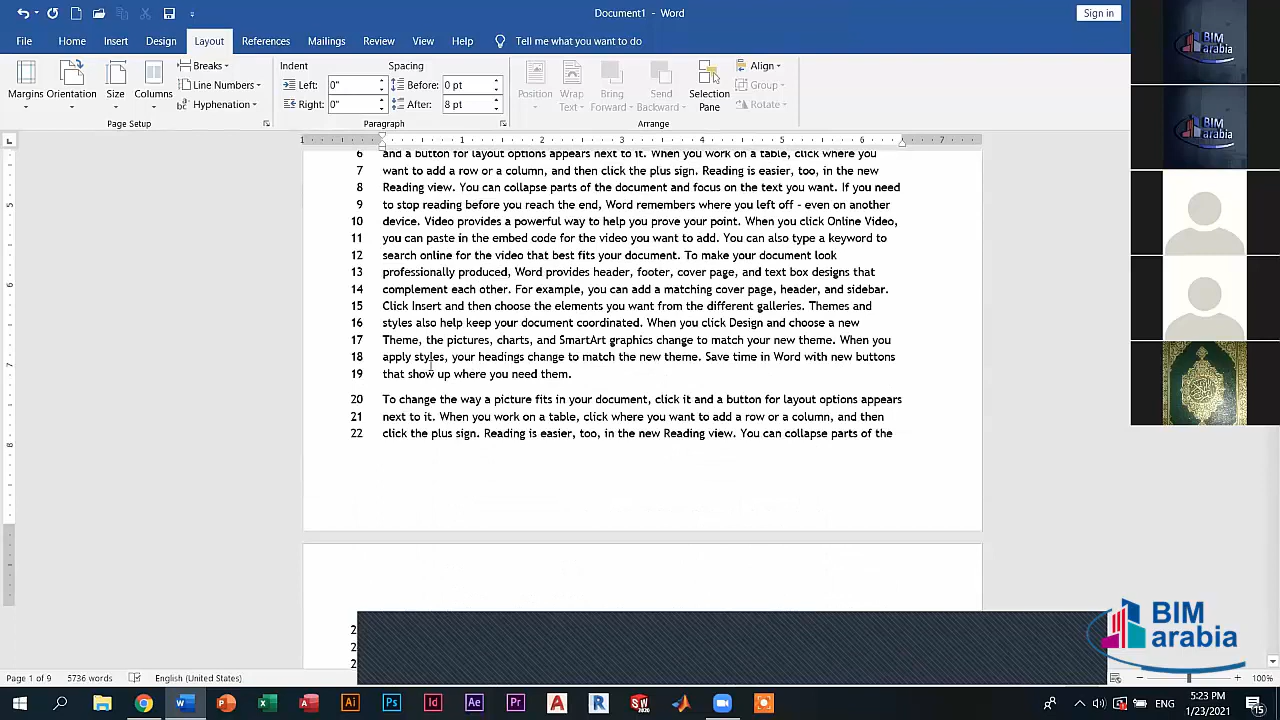 Document1 - Word
Sign in
File Home Insert Design Layout References Mailings Review View Help Tell me what you want to do
Margins Orientation Size Columns
Breaks
Line Numbers
Hyphenation
Page Setup
Indent
Left: 0"
Right: 0"
Spacing
Before: 0 pt
After: 8 pt
Paragraph
Position
Wrap Text
Bring Forward
Send Backward
Selection Pane
Align
Group
Rotate
Arrange
1 1 2 3 4 5 6 7
6 and a button for layout options appears next to it. When you work on a table, click where you
7 want to add a row or a column, and then click the plus sign. Reading is easier, too, in the new
8 Reading view. You can collapse parts of the document and focus on the text you want. If you need
9 to stop reading before you reach the end, Word remembers where you left off - even on another
10 device. Video provides a powerful way to help you prove your point. When you click Online Video,
11 you can paste in the embed code for the video you want to add. You can also type a keyword to
12 search online for the video that best fits your document. To make your document look
13 professionally produced, Word provides header, footer, cover page, and text box designs that
14 complement each other. For example, you can add a matching cover page, header, and sidebar.
15 Click Insert and then choose the elements you want from the different galleries. Themes and
16 styles also help keep your document coordinated. When you click Design and choose a new
17 Theme, the pictures, charts, and SmartArt graphics change to match your new theme. When you
18 apply styles, your headings change to match the new theme. Save time in Word with new buttons
19 that show up where you need them.
20 To change the way a picture fits in your document, click it and a button for layout options appears
21 next to it. When you work on a table, click where you want to add a row or a column, and then
22 click the plus sign. Reading is easier, too, in the new Reading view. You can collapse parts of the
2
2
2
BIM arabia
BIM arabia
BIM
arabia
Page 1 of 9 5736 words English (United States) 100%
Ai Ps Id Ae Pr A R SW 2020
ENG
5:23 PM
1/23/2021
15